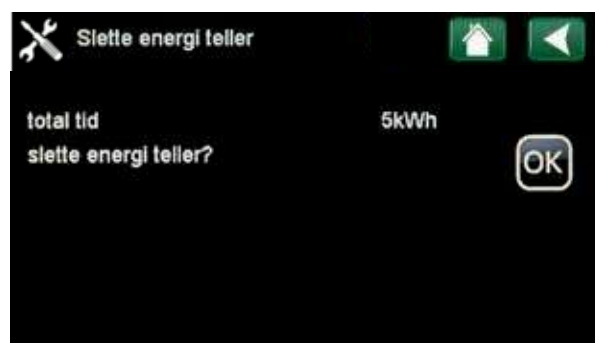 Slette energi teller
total tid 5kWh
slette energi teller?
OK